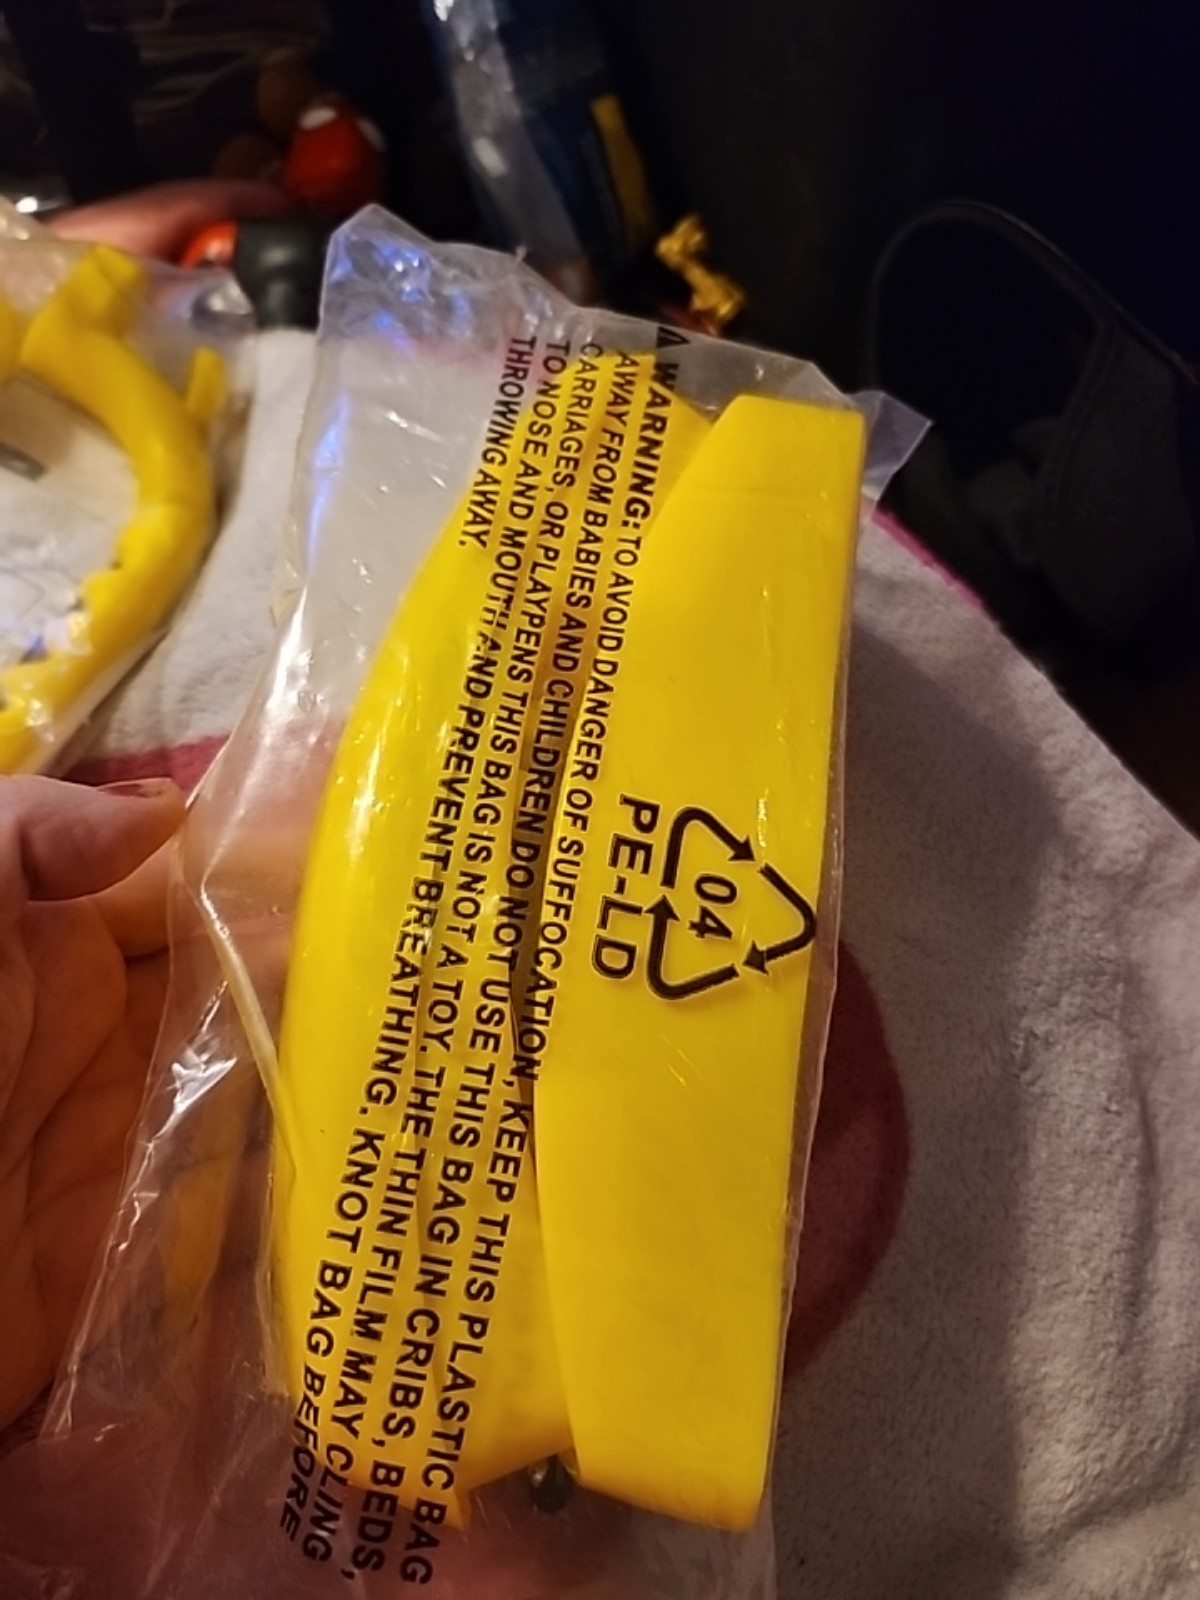 ⚠ WARNING: TO AVOID DANGER OF SUFFOCATION, KEEP THIS PLASTIC BAG
AWAY FROM BABIES AND CHILDREN DO NOT USE THIS BAG IN CRIBS, BEDS,
CARRIAGES, OR PLAYPENS THIS BAG IS NOT A TOY. THE THIN FILM MAY CLING
TO NOSE AND MOUTH AND PREVENT BREATHING. KNOT BAG BEFORE
THROWING AWAY.
04
PE-LD